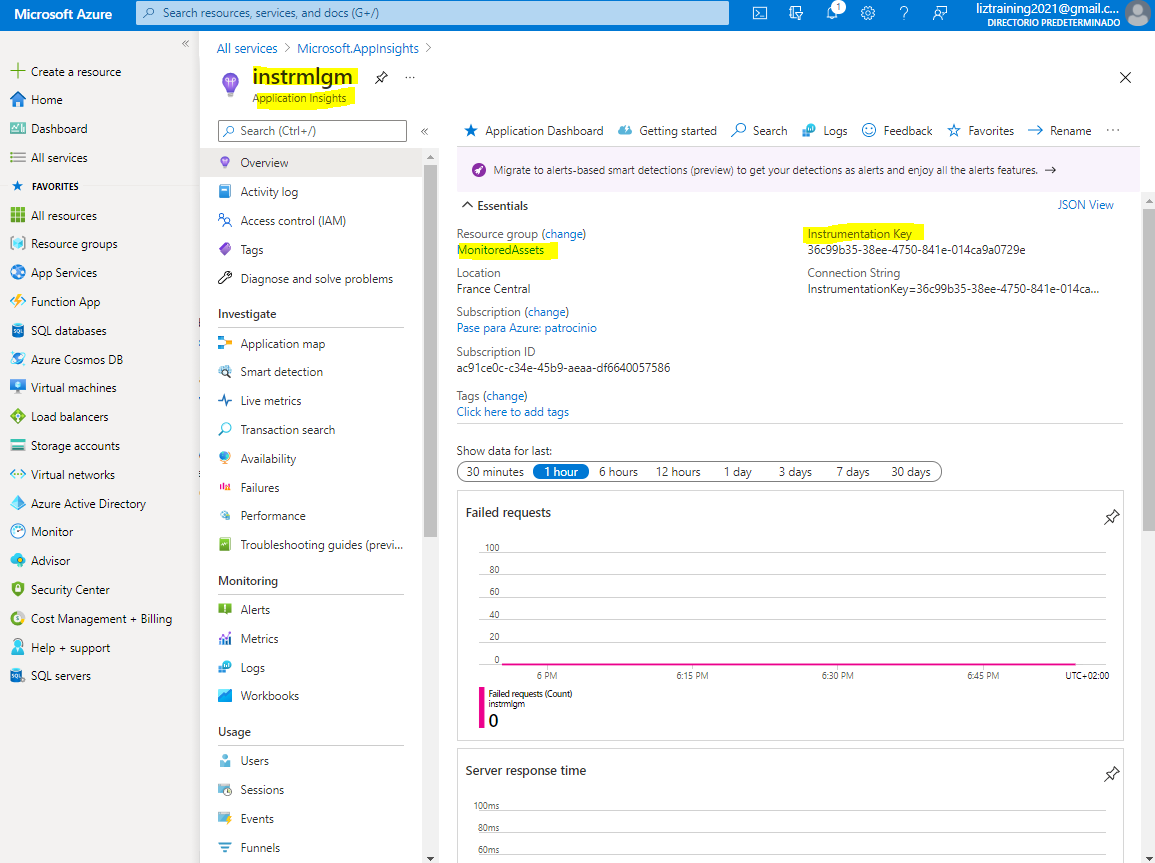 Microsoft Azure
Search resources, services, and docs (G+/)
1
liztraining2021@gmail.c...
DIRECTORIO PREDETERMINADO
«
Create a resource
Home
Dashboard
All services
FAVORITES
All resources
Resource groups
App Services
Function App
SQL databases
Azure Cosmos DB
Virtual machines
Load balancers
Storage accounts
Virtual networks
Azure Active Directory
Monitor
Advisor
Security Center
Cost Management + Billing
Help + support
SQL servers
All services > Microsoft.AppInsights >
instrmlgm
...
Application Insights
Search (Ctrl+/)
«
Overview
Activity log
Access control (IAM)
Tags
Diagnose and solve problems
Investigate
Application map
Smart detection
Live metrics
Transaction search
Availability
Failures
Performance
Troubleshooting guides (previ...
Monitoring
Alerts
Metrics
Logs
Workbooks
Usage
Users
Sessions
Events
Funnels
Application Dashboard
Getting started
Search
Logs
Feedback
Favorites
Rename
...
Migrate to alerts-based smart detections (preview) to get your detections as alerts and enjoy all the alerts features. →
Essentials
JSON View
Resource group (change)
MonitoredAssets
Location
France Central
Subscription (change)
Pase para Azure: patrocinio
Subscription ID
ac91ce0c-c34e-45b9-aeaa-df6640057586
Tags (change)
Click here to add tags
Instrumentation Key
36c99b35-38ee-4750-841e-014ca9a0729e
Connection String
InstrumentationKey=36c99b35-38ee-4750-841e-014ca...
Show data for last:
30 minutes 1 hour 6 hours 12 hours 1 day 3 days 7 days 30 days
Failed requests
100
80
60
40
20
0
6 PM 6:15 PM 6:30 PM 6:45 PM UTC+02:00
Failed requests (Count)
instrmlgm
0
Server response time
100ms
80ms
60ms